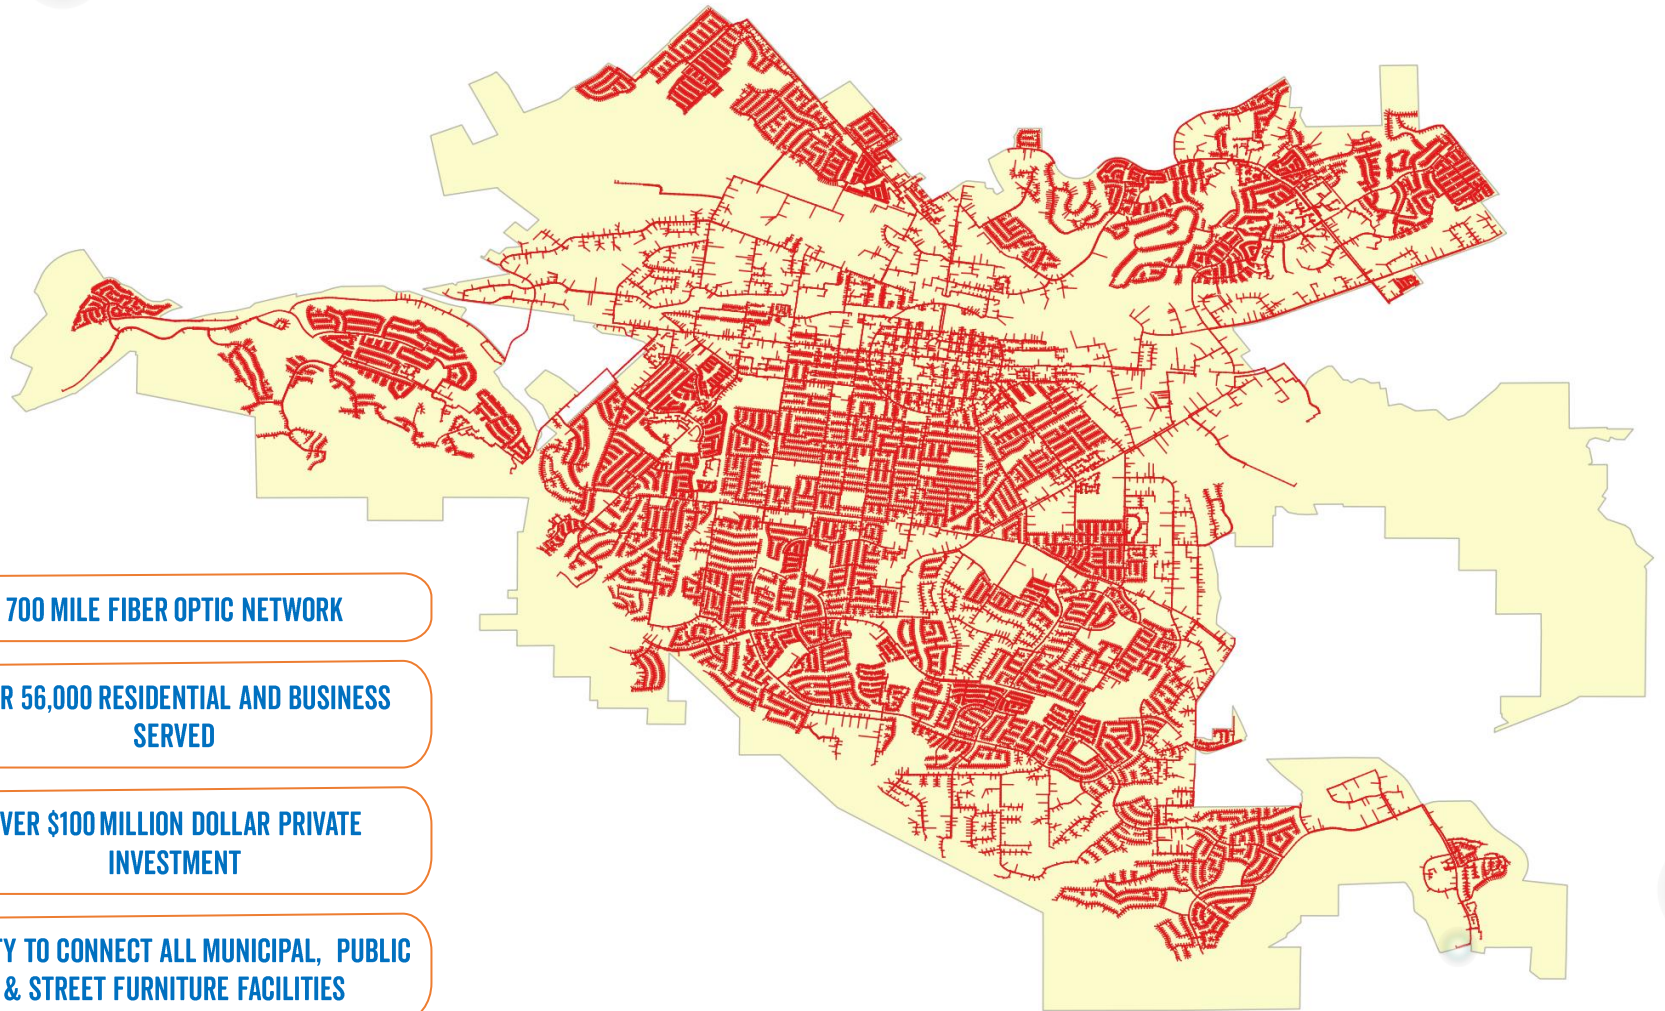 700 MILE FIBER OPTIC NETWORK
56,000 RESIDENTIAL AND BUSINESS
SERVED
$100 MILLION DOLLAR PRIVATE
INVESTMENT
TO CONNECT ALL MUNICIPAL, PUBLIC
& STREET FURNITURE FACILITIES